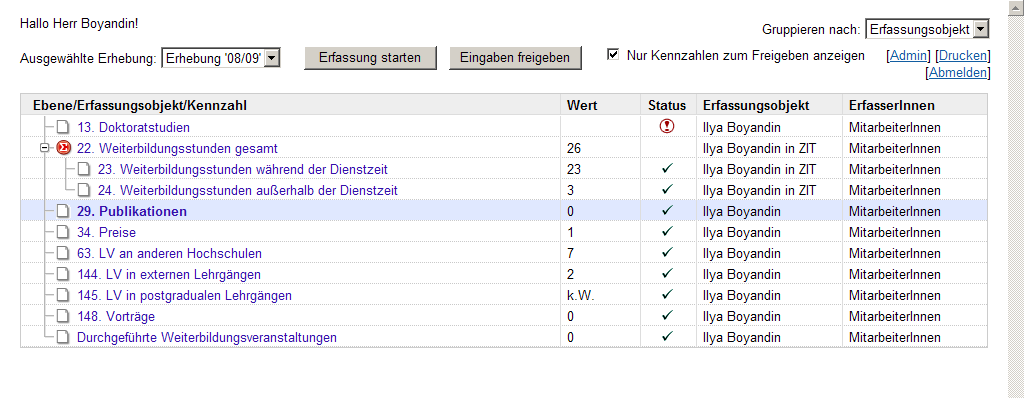 Hallo Herr Boyandin!
Gruppieren nach: Erfassungsobjekt
Ausgewählte Erhebung: Erhebung '08/09' Erfassung starten Eingaben freigeben Nur Kennzahlen zum Freigeben anzeigen [Admin] [Drucken]
[Abmelden]
Ebene/Erfassungsobjekt/Kennzahl Wert Status Erfassungsobjekt ErfasserInnen
13. Doktoratstudien Ilya Boyandin MitarbeiterInnen
22. Weiterbildungsstunden gesamt 26 Ilya Boyandin in ZIT MitarbeiterInnen
23. Weiterbildungsstunden während der Dienstzeit 23 Ilya Boyandin in ZIT MitarbeiterInnen
24. Weiterbildungsstunden außerhalb der Dienstzeit 3 Ilya Boyandin in ZIT MitarbeiterInnen
29. Publikationen 0 Ilya Boyandin MitarbeiterInnen
34. Preise 1 Ilya Boyandin MitarbeiterInnen
63. LV an anderen Hochschulen 7 Ilya Boyandin MitarbeiterInnen
144. LV in externen Lehrgängen 2 Ilya Boyandin MitarbeiterInnen
145. LV in postgradualen Lehrgängen k.W. Ilya Boyandin MitarbeiterInnen
148. Vorträge 0 Ilya Boyandin MitarbeiterInnen
Durchgeführte Weiterbildungsveranstaltungen 0 Ilya Boyandin MitarbeiterInnen